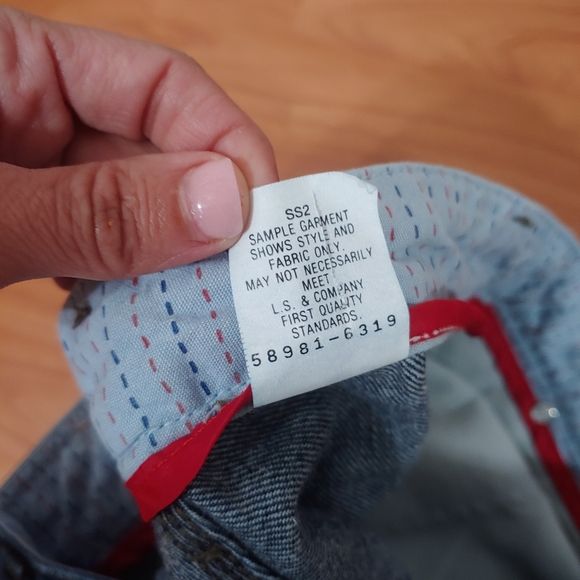 SS2
SAMPLE GARMENT
SHOWS STYLE AND
FABRIC ONLY.
MAY NOT NECESSARILY
MEET
L.S. & COMPANY
FIRST QUALITY
STANDARDS.
58981-6319